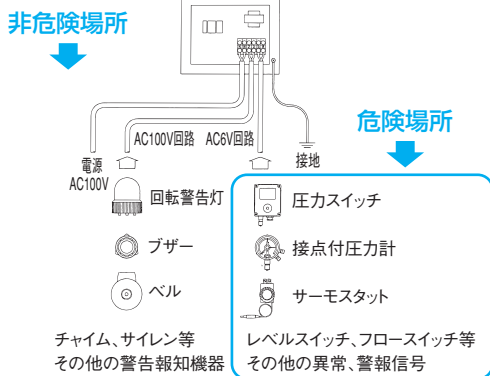 非危険場所
危険場所
AC100V回路 AC6V回路
電源
AC100V
接地
回転警告灯
圧力スイッチ
ブザー
接点付圧力計
ベル
サーモスタット
チャイム、サイレン等
その他の警告報知機器
レベルスイッチ、フロースイッチ等
その他の異常、警報信号